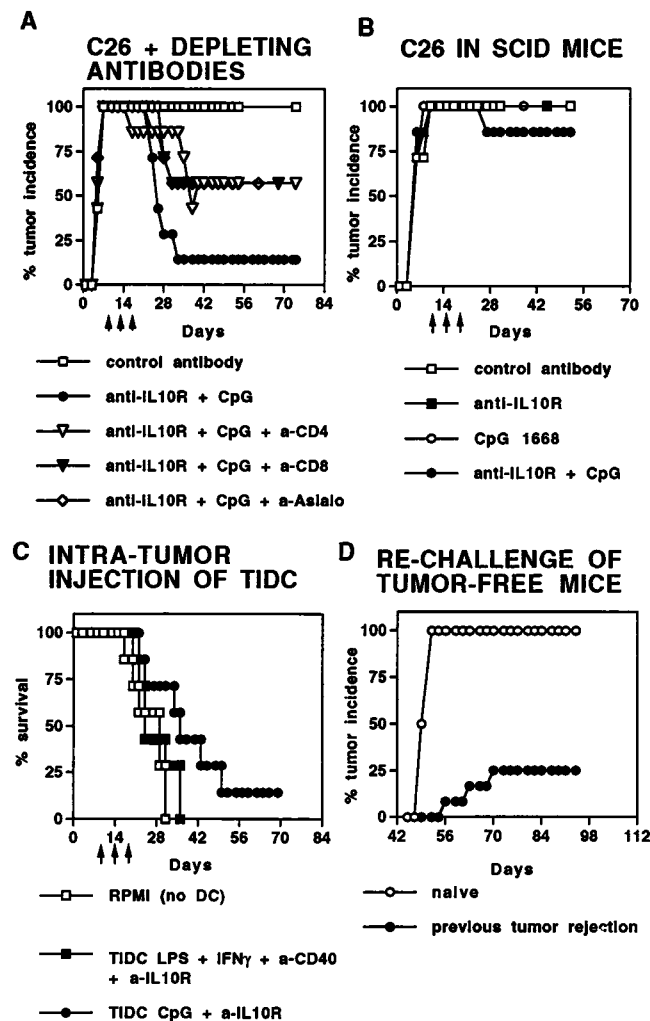 A
C26 + DEPLETING
ANTIBODIES
% tumor incidence
100
75
50
25
0
0 14 28 42 56 70 84
Days
control antibody
anti-IL10R + CpG
anti-IL10R + CpG + a-CD4
anti-IL10R + CpG + a-CD8
anti-IL10R + CpG + a-Asialo
B
C26 IN SCID MICE
% tumor incidence
100
75
50
25
0
0 14 28 42 56 70
Days
control antibody
anti-IL10R
CpG 1668
anti-IL10R + CpG
C
INTRA-TUMOR
INJECTION OF TIDC
% survival
100
75
50
25
0
0 14 28 42 56 70 84
Days
RPMI (no DC)
TIDC LPS + IFNγ + a-CD40
+ a-IL10R
TIDC CpG + a-IL10R
D
RE-CHALLENGE OF
TUMOR-FREE MICE
% tumor incidence
100
75
50
25
0
42 56 70 84 98 112
Days
naive
previous tumor rejection